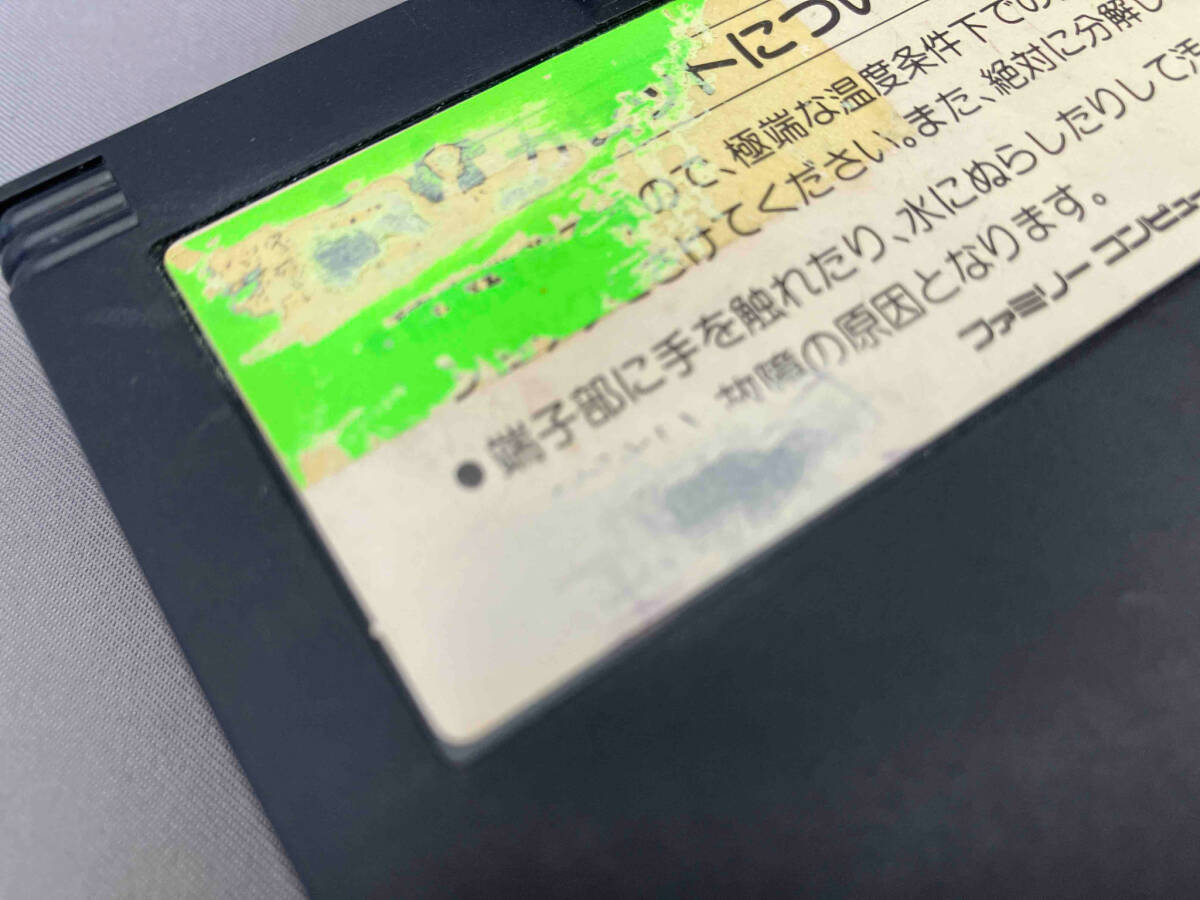 トについ
ので、極端な温度条件下での
けてください。また、絶対に分解し
●端子部に手を触れたり、水にぬらしたりして汚
故障の原因となります。
ファミリー コンピュ